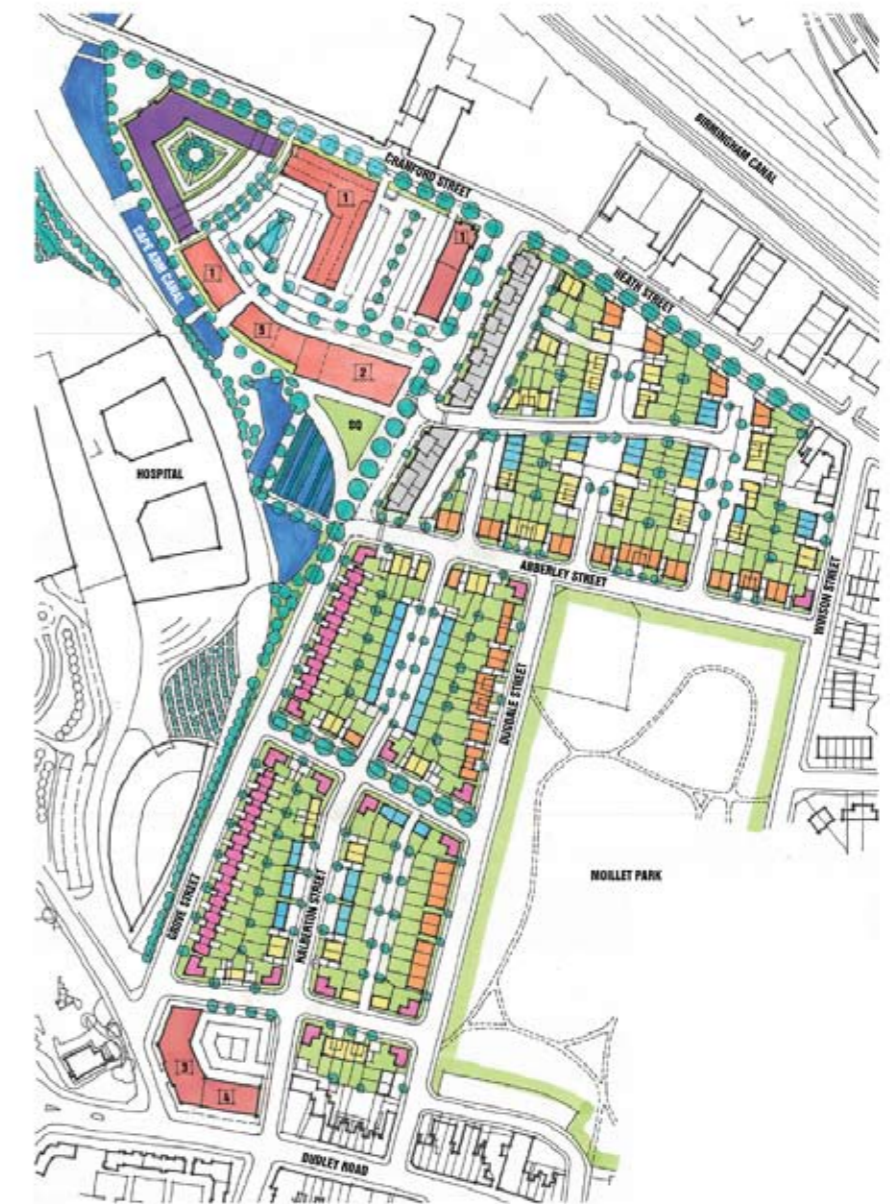 BIRMINGHAM CANAL
CRANFORD STREET
1
1
CAPE ARM CANAL
1
HEATH STREET
5
2
SQ
HOSPITAL
ABBERLEY STREET
WINSON STREET
DUGDALE STREET
MOILLET PARK
GROVE STREET
HALBERTON STREET
3
4
DUDLEY ROAD